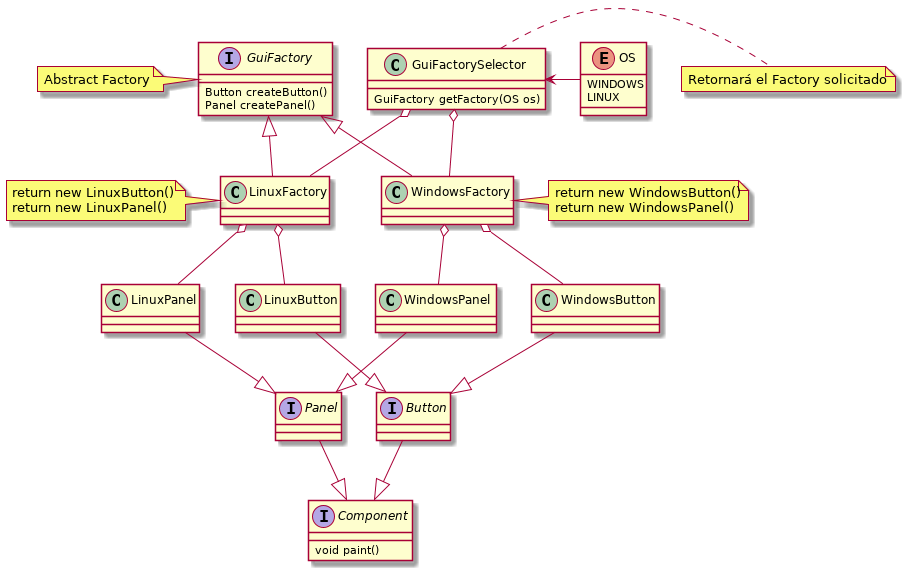 Abstract Factory
I GuiFactory
Button createButton()
Panel createPanel()
C GuiFactorySelector
GuiFactory getFactory(OS os)
E OS
WINDOWS
LINUX
Retornará el Factory solicitado
return new LinuxButton()
return new LinuxPanel()
C LinuxFactory
C WindowsFactory
return new WindowsButton()
return new WindowsPanel()
C LinuxPanel
C LinuxButton
C WindowsPanel
C WindowsButton
I Panel
I Button
I Component
void paint()